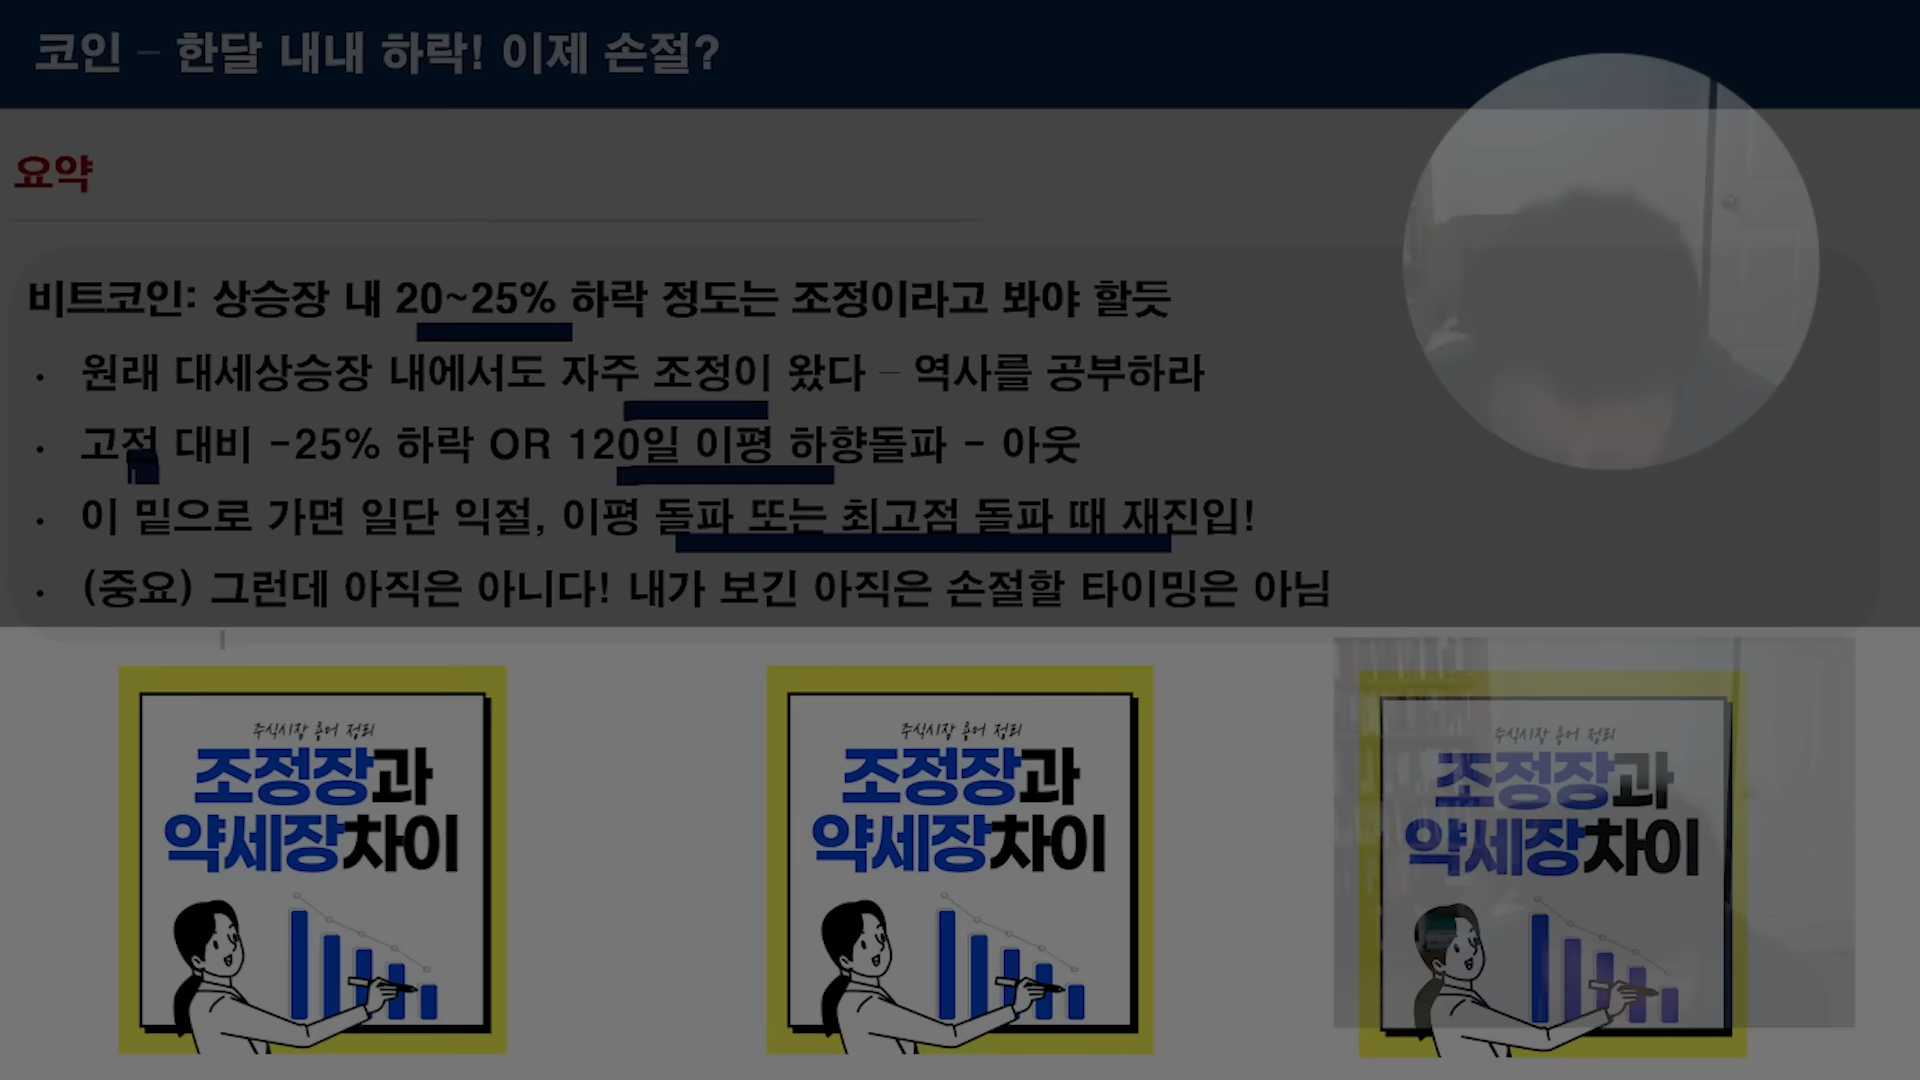 코인 – 한달 내내 하락! 이제 손절?
요약
비트코인: 상승장 내 20~25% 하락 정도는 조정이라고 봐야 할듯
· 원래 대세상승장 내에서도 자주 조정이 왔다 – 역사를 공부하라
· 고점 대비 -25% 하락 OR 120일 이평 하향돌파 - 아웃
· 이 밑으로 가면 일단 익절, 이평 돌파 또는 최고점 돌파 때 재진입!
· (중요) 그런데 아직은 아니다! 내가 보긴 아직은 손절할 타이밍은 아님
주식시장 용어 정리
조정장과
약세장차이
주식시장 용어 정리
조정장과
약세장차이
주식시장 용어 정리
조정장과
약세장차이